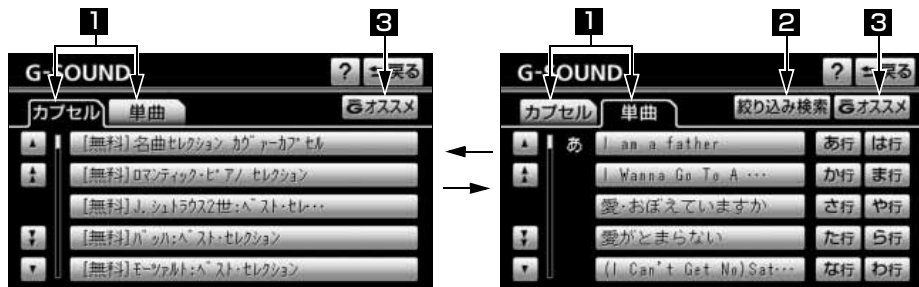 1 3
G-SOUND ? 戻る
カプセル 単曲 Gオススメ
[無料]名曲セレクション カヴァーカプセル
[無料]ロマンティック・ピアノ セレクション
[無料]J.シュトラウス2世:ベスト・セレ···
[無料]バッハ:ベスト・セレクション
[無料]モーツァルト:ベスト・セレクション
1 2 3
G-SOUND ? 戻る
カプセル 単曲 絞り込み検索 Gオススメ
あ I am a father あ行 は行
I Wanna Go To A ··· か行 ま行
愛・おぼえていますか さ行 や行
愛がとまらない た行 ら行
(I Can't Get No)Sat··· な行 わ行